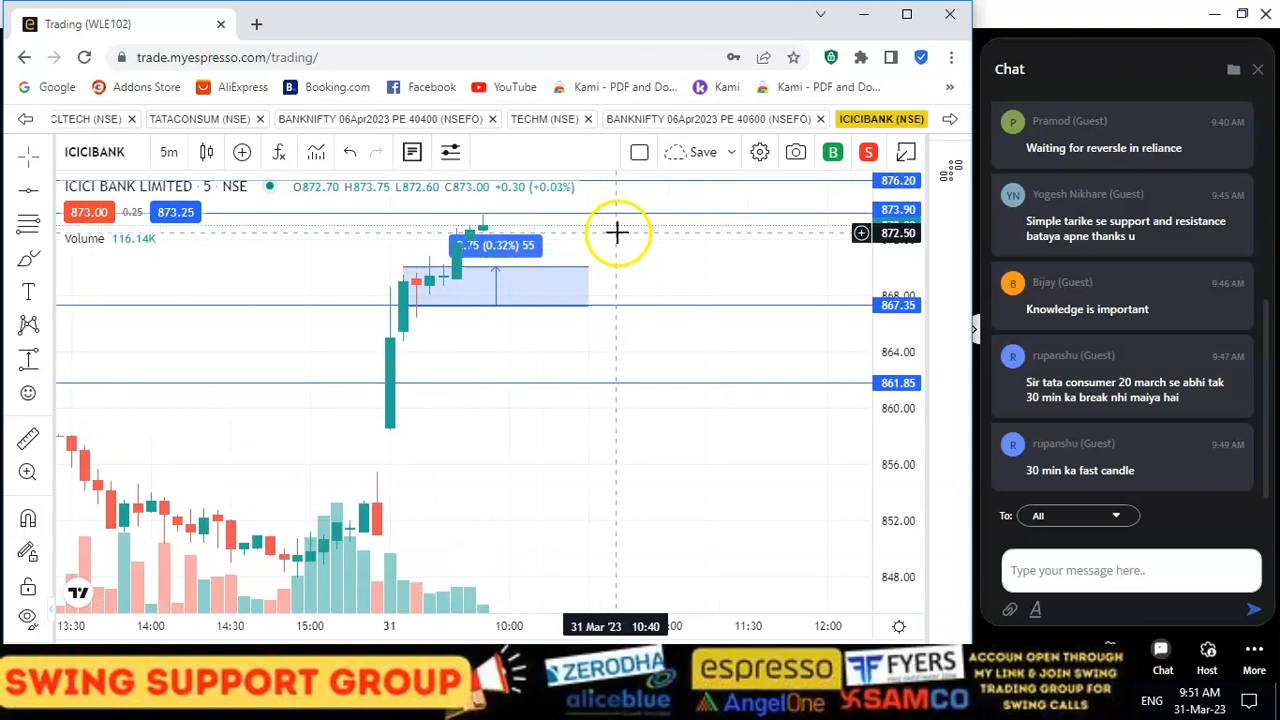 Trading (WLE102)
trade.myespresso.com/trading/
Google Addons Store AliExpress Booking.com Facebook YouTube Kami - PDF and Do... Kami Kami - PDF and Do...
CLTECH (NSE) TATACONSUM (NSE) BANKNIFTY 06Apr2023 PE 40400 (NSEFO) TECHM (NSE) BANKNIFTY 06Apr2023 PE 40600 (NSEFO) ICICIBANK (NSE)
ICICIBANK 5m Save B S
ICICI BANK LIMITED · 5 · NSE O872.70 H873.75 L872.60 C873.00 +0.30 (+0.03%)
873.00 0.25 873.25
Volume 116.14K
.75 (0.32%) 55
876.20
873.90
872.50
868.00
867.35
864.00
861.85
860.00
856.00
852.00
848.00
13:30 14:00 14:30 15:00 31 10:00 31 Mar '23 10:40 :00 11:30 12:00
Chat
P Pramod (Guest) 9:40 AM
Waiting for reversle in reliance
YN Yogesh Nikhare (Guest) 9:45 AM
Simple tarike se support and resistance
bataya apne thanks u
B Bijay (Guest) 9:46 AM
Knowledge is important
R rupanshu (Guest) 9:47 AM
Sir tata consumer 20 march se abhi tak
30 min ka break nhi maiya hai
R rupanshu (Guest) 9:49 AM
30 min ka fast candle
To: All
Type your message here..
Chat Host More
SWING SUPPORT GROUP
ZERODHA
aliceblue
espresso
AngelOne
FYERS
SAMCO
ACCOUN OPEN THROUGH
MY LINK & JOIN SWING
TRADING GROUP FOR
SWING CALLS
ENG 9:51 AM
31-Mar-23